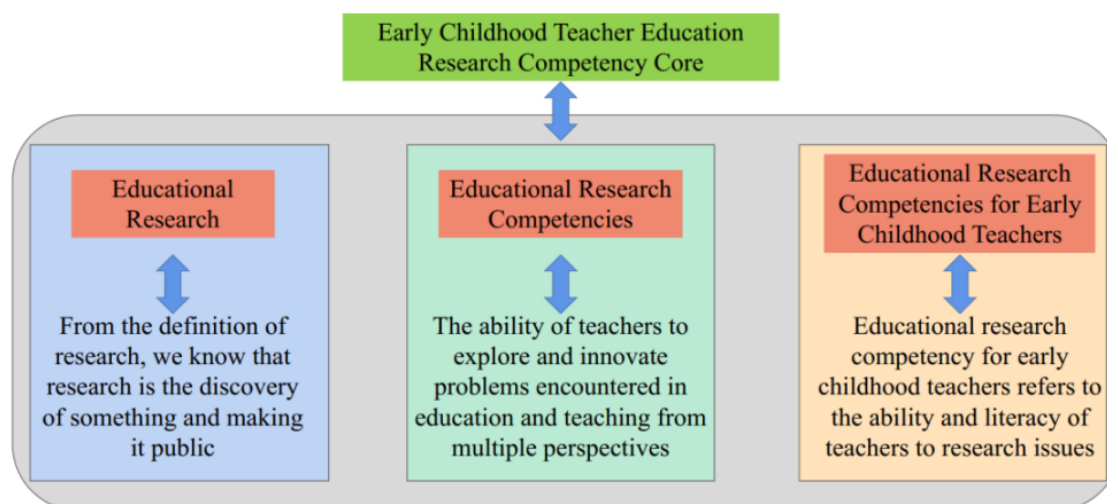 Early Childhood Teacher Education
Research Competency Core
Educational
Research
From the definition of
research, we know that
research is the discovery
of something and making
it public
Educational Research
Competencies
The ability of teachers to
explore and innovate
problems encountered in
education and teaching from
multiple perspectives
Educational Research
Competencies for Early
Childhood Teachers
Educational research
competency for early
childhood teachers refers to
the ability and literacy of
teachers to research issues